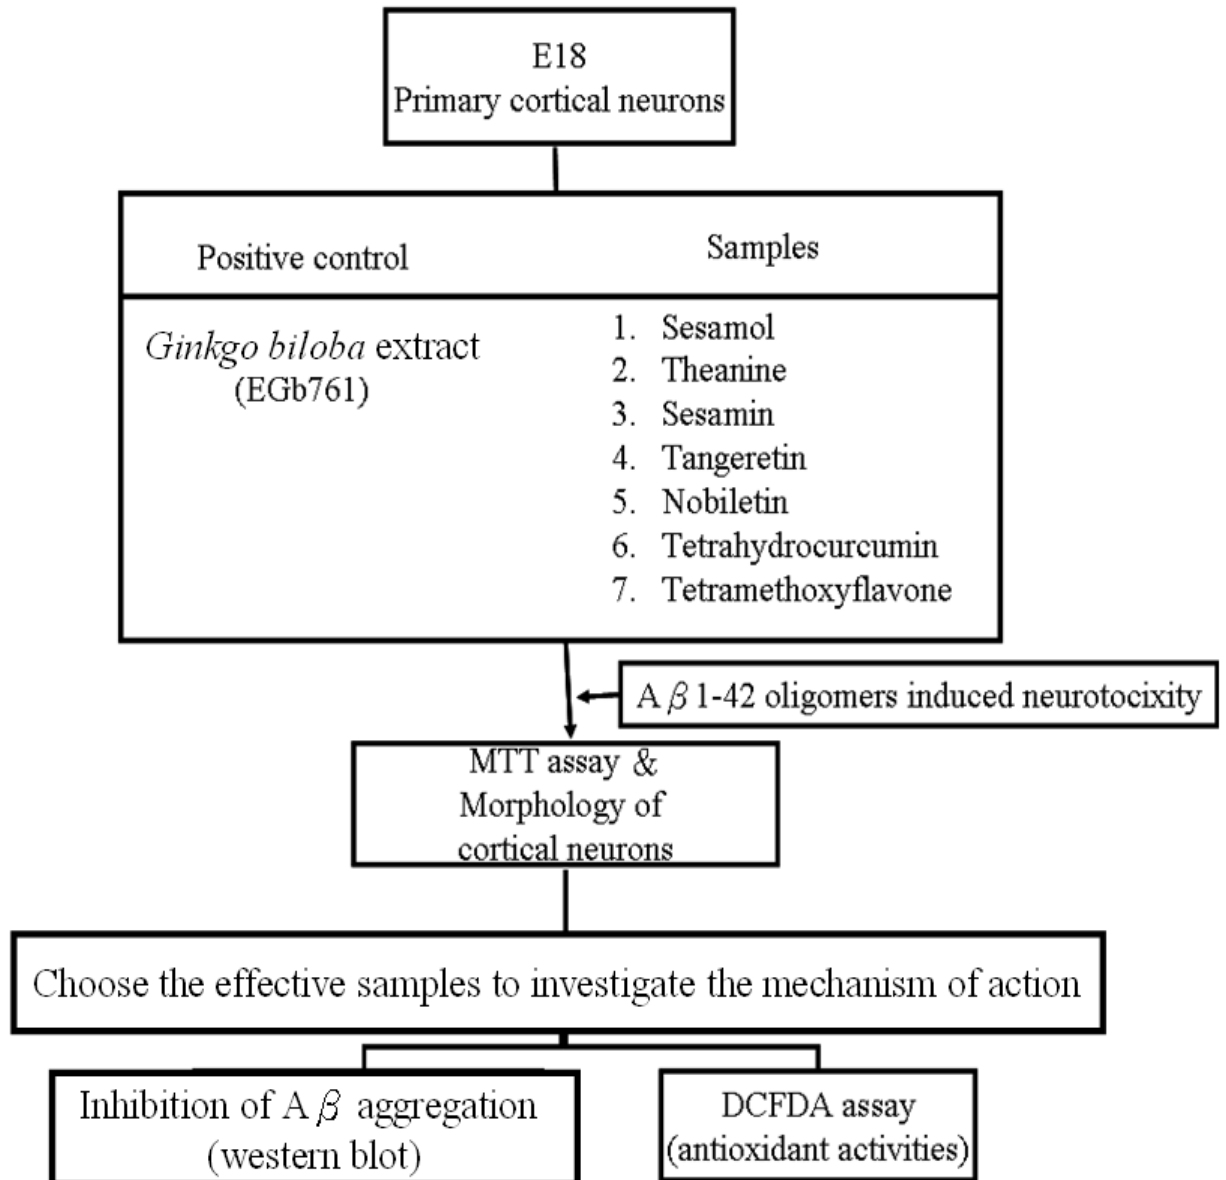 E18
Primary cortical neurons
Positive control
Samples
Ginkgo biloba extract
(EGb761)
1. Sesamol
2. Theanine
3. Sesamin
4. Tangeretin
5. Nobiletin
6. Tetrahydrocurcumin
7. Tetramethoxyflavone
Aβ1-42 oligomers induced neurotocixity
MTT assay &
Morphology of
cortical neurons
Choose the effective samples to investigate the mechanism of action
Inhibition of Aβ aggregation
(western blot)
DCFDA assay
(antioxidant activities)